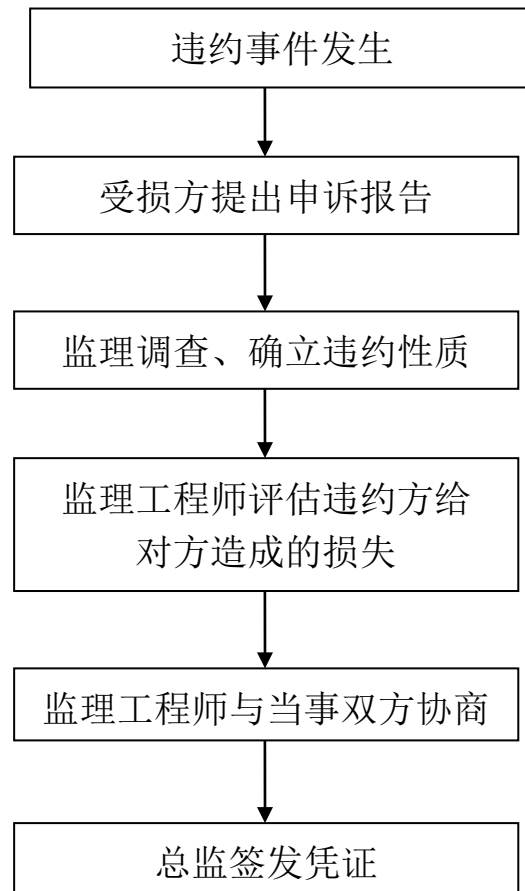 违约事件发生
受损方提出申诉报告
监理调查、确立违约性质
监理工程师评估违约方给
对方造成的损失
监理工程师与当事双方协商
总监签发凭证